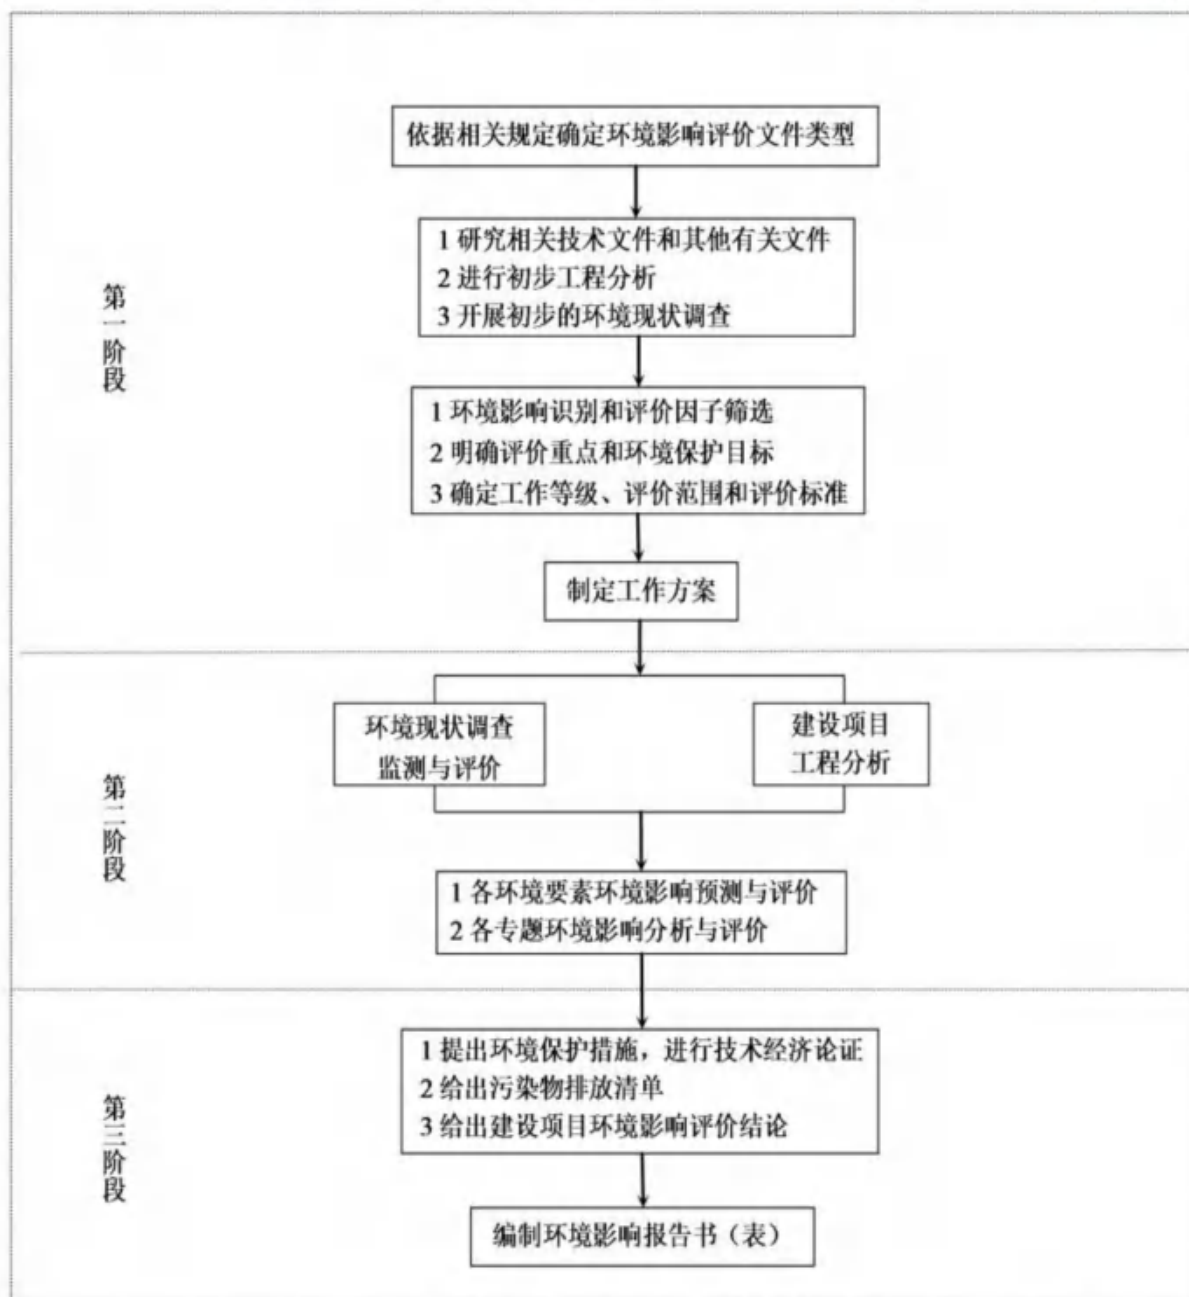 依据相关规定确定环境影响评价文件类型
1 研究相关技术文件和其他有关文件
2 进行初步工程分析
3 开展初步的环境现状调查
第一阶段
1 环境影响识别和评价因子筛选
2 明确评价重点和环境保护目标
3 确定工作等级、评价范围和评价标准
制定工作方案
环境现状调查
监测与评价
建设项目
工程分析
第二阶段
1 各环境要素环境影响预测与评价
2 各专题环境影响分析与评价
1 提出环境保护措施，进行技术经济论证
2 给出污染物排放清单
3 给出建设项目环境影响评价结论
第三阶段
编制环境影响报告书（表）